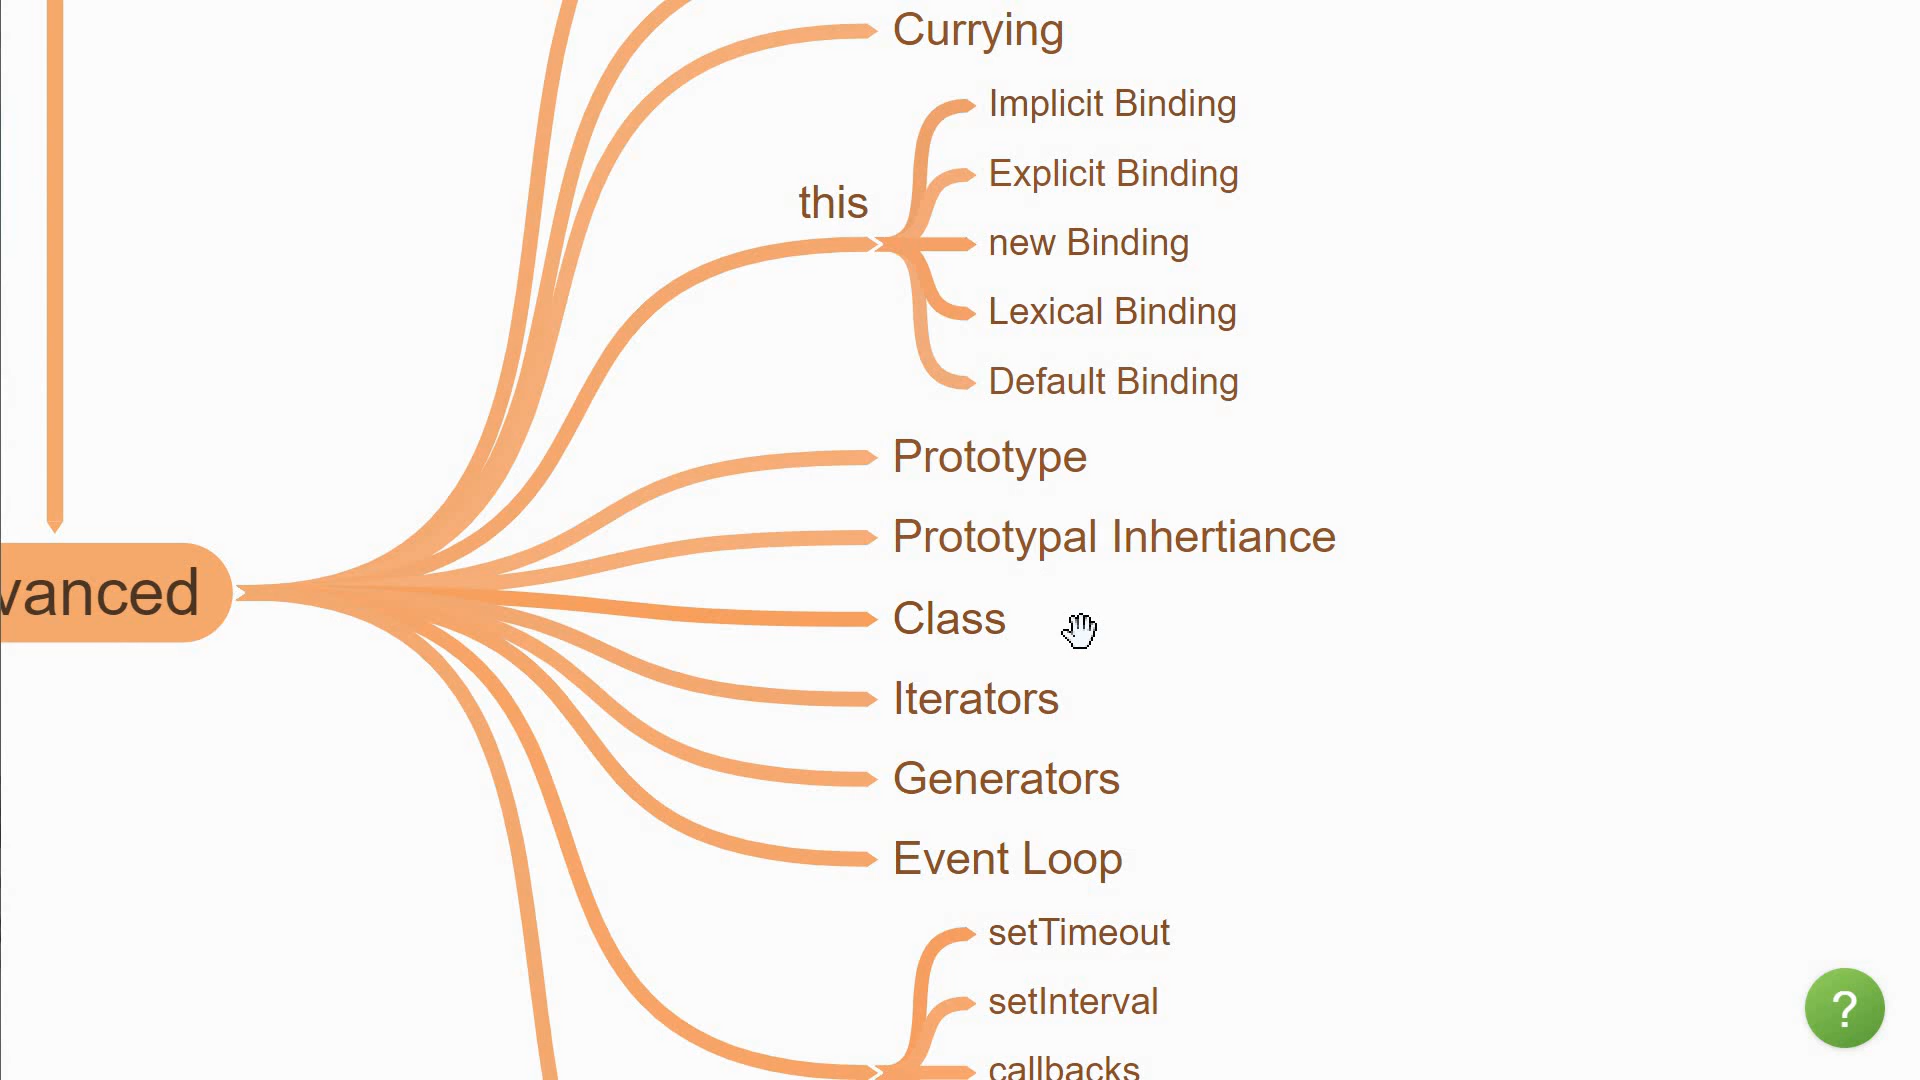 Currying
Implicit Binding
Explicit Binding
this
new Binding
Lexical Binding
Default Binding
Prototype
Prototypal Inhertiance
vanced
Class
Iterators
Generators
Event Loop
setTimeout
setInterval
callbacks
?